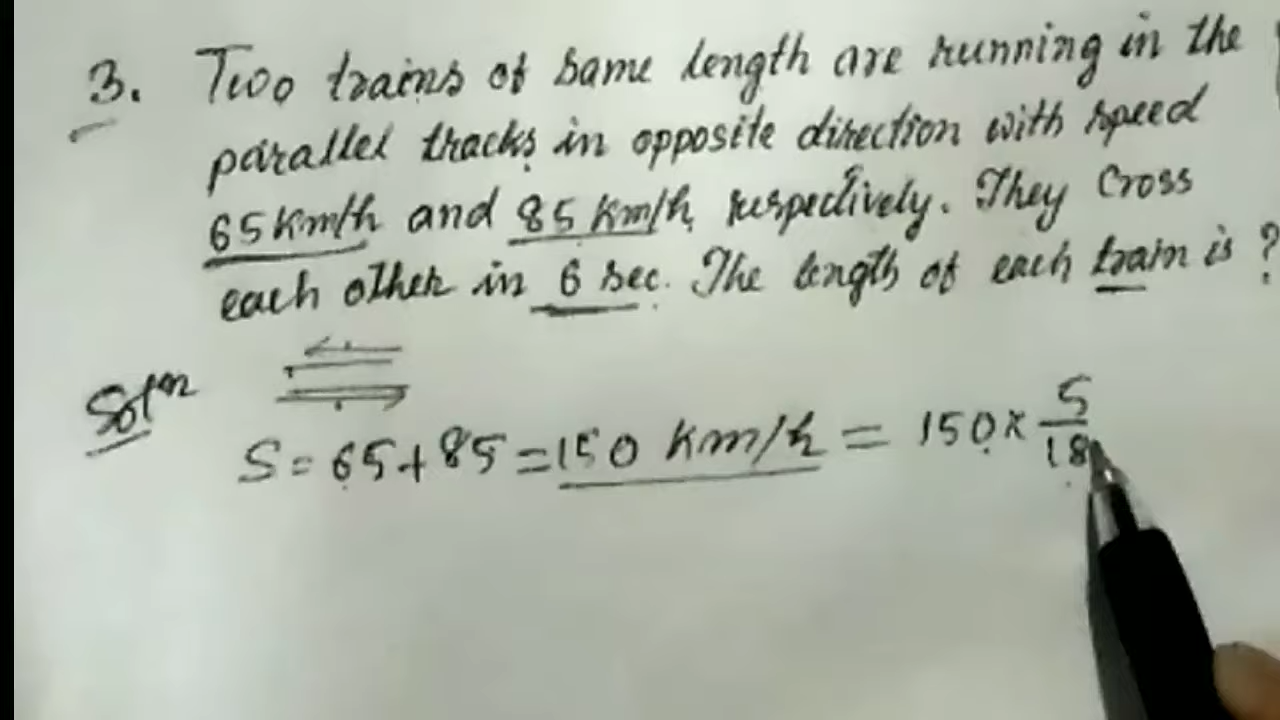 3. Two trains of same length are running in the
parallel tracks in opposite direction with speed
65 Km/h and 85 Km/h respectively. They Cross
each other in 6 sec. The length of each train is ?
Solⁿ
S = 65 + 85 = 150 Km/h = 150 × 5/18